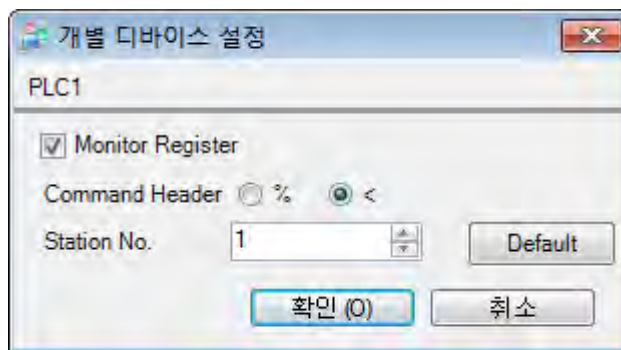 개별 디바이스 설정
PLC1
Monitor Register
Command Header % <
Station No. 1 Default
확인 (O) 취소